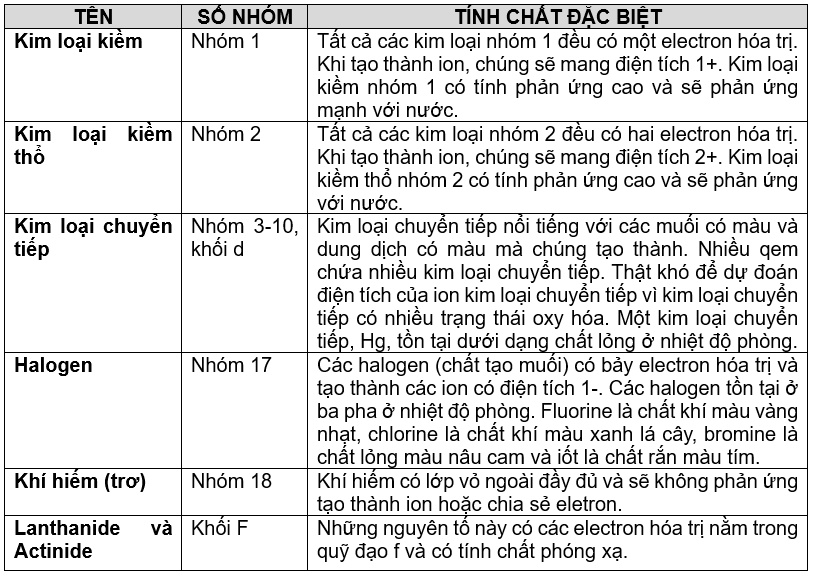 TÊN SỐ NHÓM TÍNH CHẤT ĐẶC BIỆT
Kim loại kiềm Nhóm 1 Tất cả các kim loại nhóm 1 đều có một electron hóa trị.
Khi tạo thành ion, chúng sẽ mang điện tích 1+. Kim loại
kiềm nhóm 1 có tính phản ứng cao và sẽ phản ứng
mạnh với nước.
Kim loại kiềm Nhóm 2 Tất cả các kim loại nhóm 2 đều có hai electron hóa trị.
thổ Khi tạo thành ion, chúng sẽ mang điện tích 2+. Kim loại
kiềm thổ nhóm 2 có tính phản ứng cao và sẽ phản ứng
với nước.
Kim loại chuyển Nhóm 3-10, Kim loại chuyển tiếp nổi tiếng với các muối có màu và
tiếp khối d dung dịch có màu mà chúng tạo thành. Nhiều qem
chứa nhiều kim loại chuyển tiếp. Thật khó để dự đoán
điện tích của ion kim loại chuyển tiếp vì kim loại chuyển
tiếp có nhiều trạng thái oxy hóa. Một kim loại chuyển
tiếp, Hg, tồn tại dưới dạng chất lỏng ở nhiệt độ phòng.
Halogen Nhóm 17 Các halogen (chất tạo muối) có bảy electron hóa trị và
tạo thành các ion có điện tích 1-. Các halogen tồn tại ở
ba pha ở nhiệt độ phòng. Fluorine là chất khí màu vàng
nhạt, chlorine là chất khí màu xanh lá cây, bromine là
chất lỏng màu nâu cam và iốt là chất rắn màu tím.
Khí hiếm (trơ) Nhóm 18 Khí hiếm có lớp vỏ ngoài đầy đủ và sẽ không phản ứng
tạo thành ion hoặc chia sẻ eletron.
Lanthanide và Khối F Những nguyên tố này có các electron hóa trị nằm trong
Actinide quỹ đạo f và có tính chất phóng xạ.